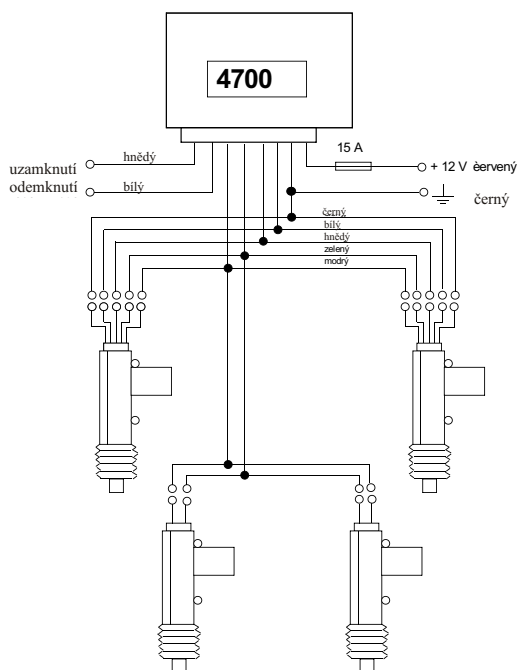 4700
15 A
hnědý
+ 12 V èervený
uzamknutí
odemknutí
bílý
černý
černý
bílý
hnědý
zelený
modrý